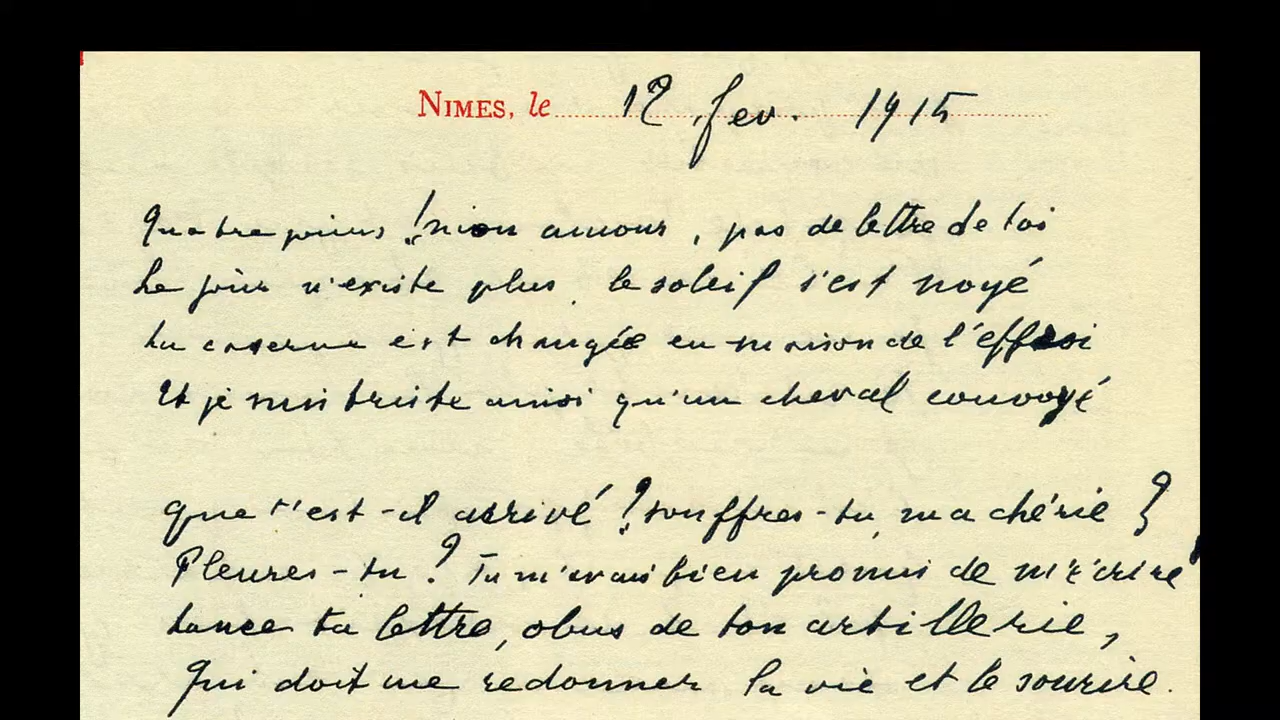 NIMES, le 12 fev. 1915
Quatre jours ! mon amour, pas de lettre de toi
Le jour n'existe plus, le soleil s'est noyé
La caserne est changée en maison de l'effroi
Et je suis triste ainsi qu'un cheval convoyé
Que t'est-il arrivé ? souffres-tu, ma chérie ?
Pleures-tu ? Tu m'avais bien promis de m'écrire
Lance ta lettre, obus de ton artillerie,
Qui doit me redonner la vie et le sourire.